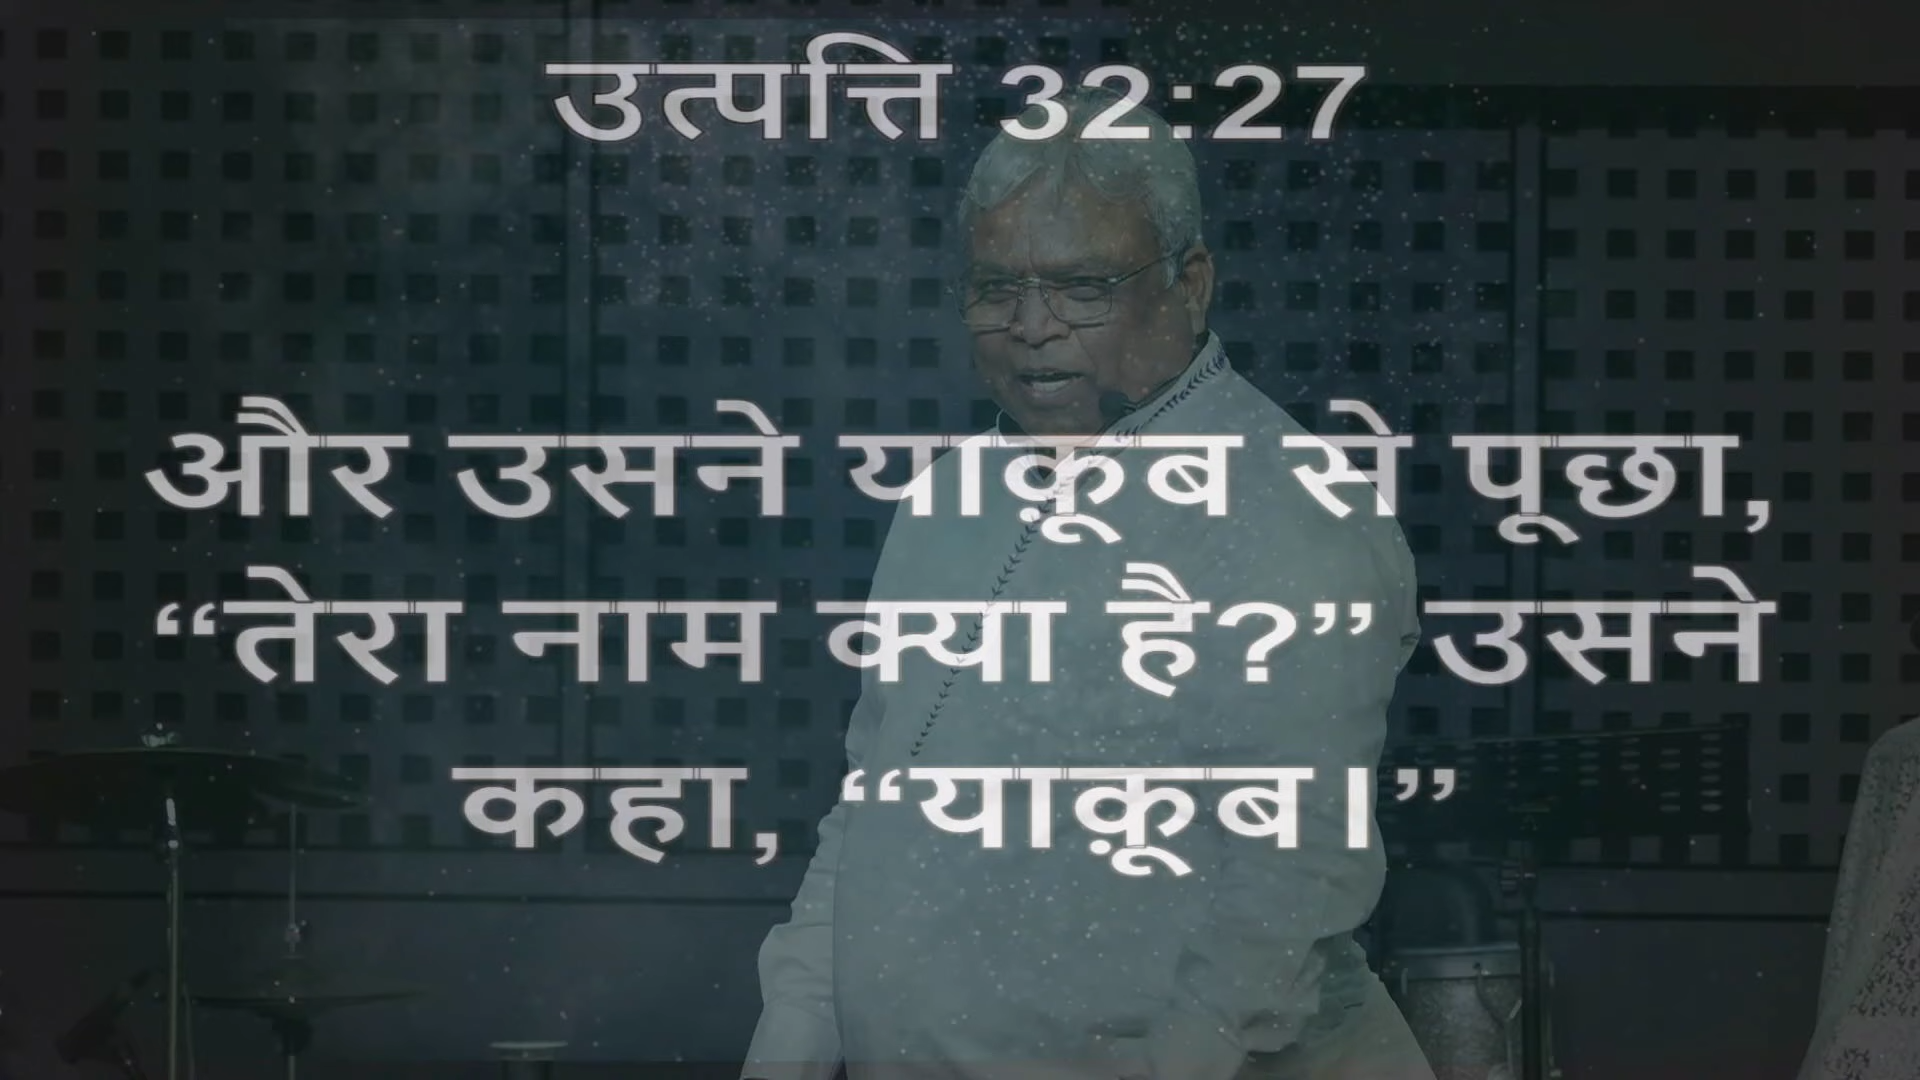 उत्पत्ति 32:27
और उसने याक़ूब से पूछा,
“तेरा नाम क्या है?” उसने
कहा, “याक़ूब।”